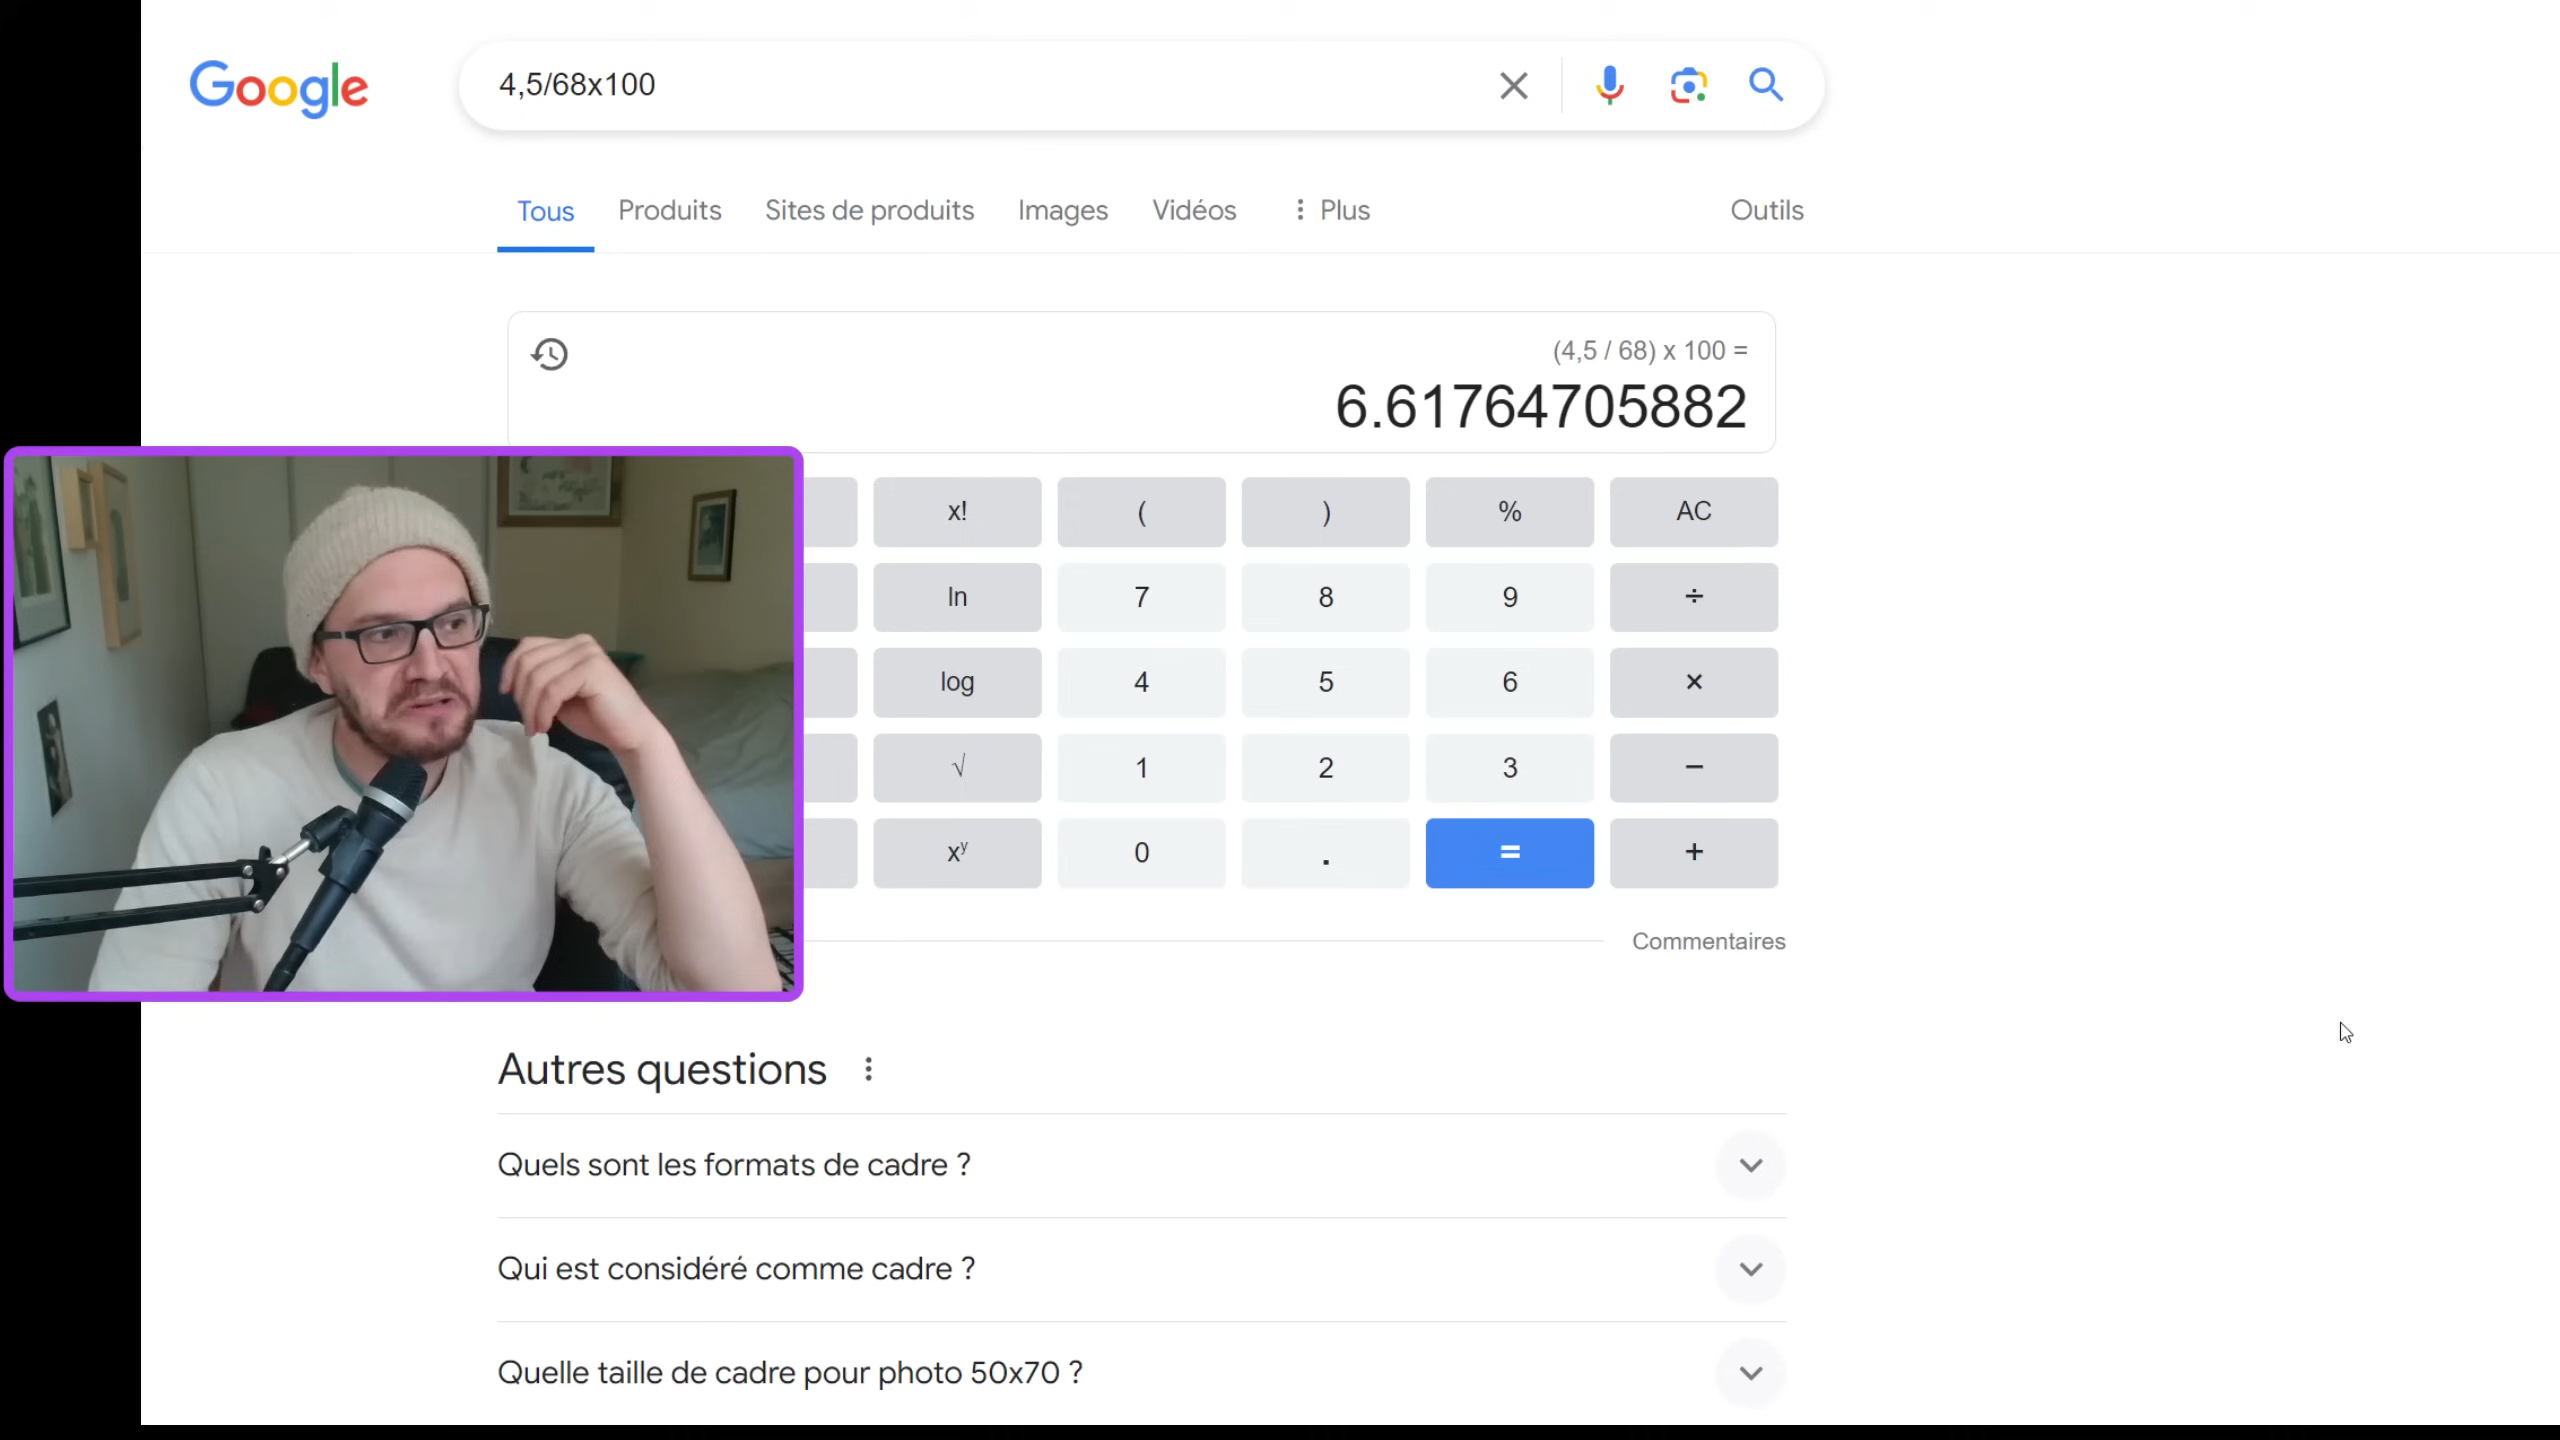 Google
4,5/68x100
Tous Produits Sites de produits Images Vidéos Plus Outils
(4,5 / 68) x 100 =
6.61764705882
x! ( ) % AC
ln 7 8 9 ÷
log 4 5 6 ×
√ 1 2 3 −
xʸ 0 . = +
Commentaires
Autres questions
Quels sont les formats de cadre ?
Qui est considéré comme cadre ?
Quelle taille de cadre pour photo 50x70 ?